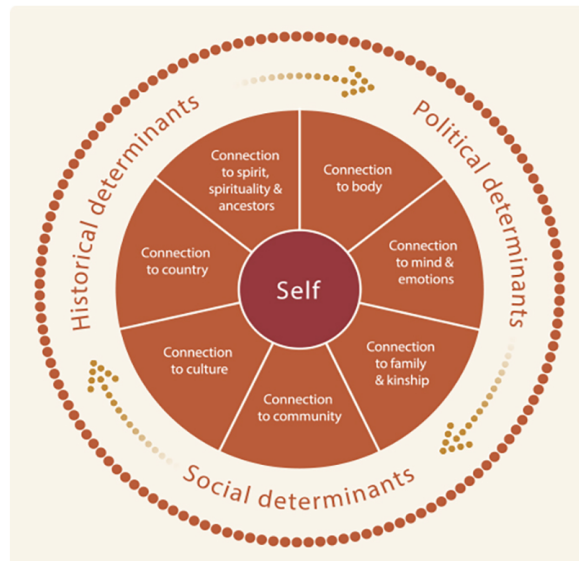 Historical determinants
Political determinants
Connection
to spirit,
spirituality &
ancestors
Connection
to body
Connection
to country
Self
Connection
to mind &
emotions
Connection
to culture
Connection
to family
& kinship
Connection
to community
Social determinants